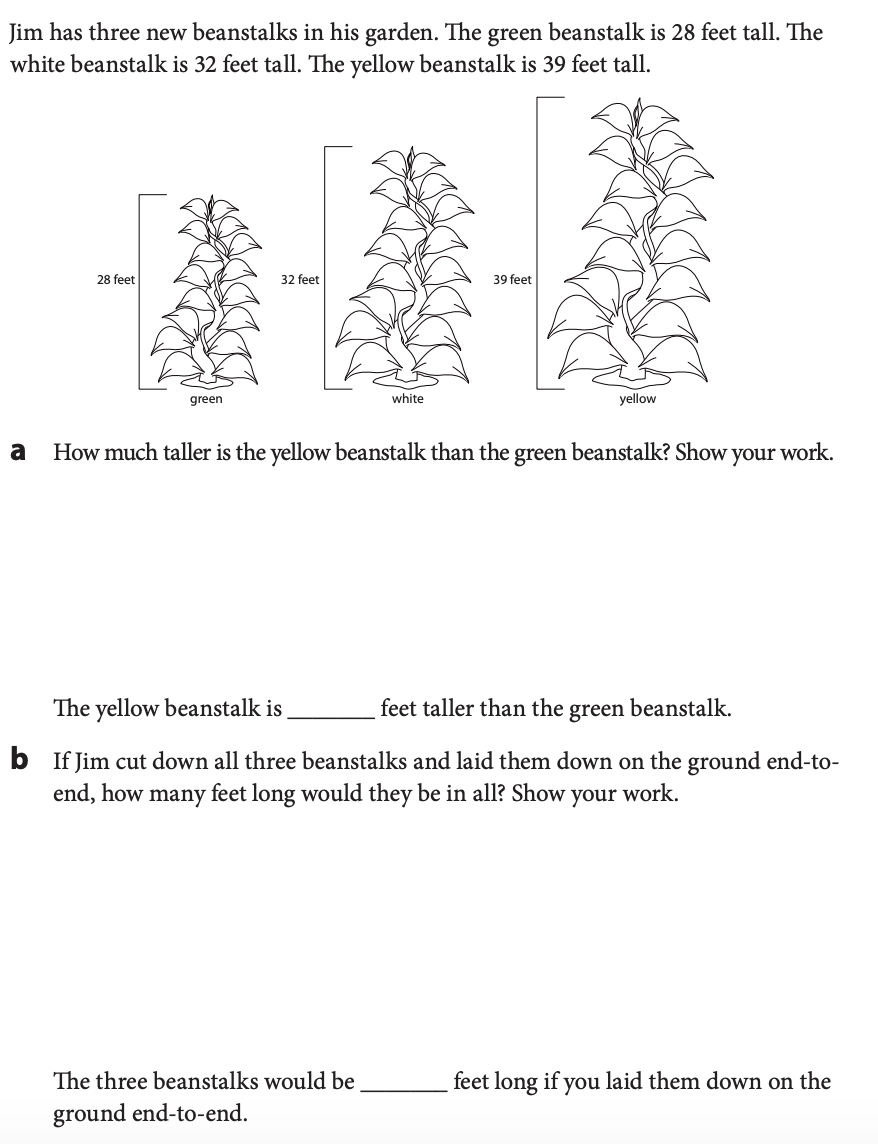 Jim has three new beanstalks in his garden. The green beanstalk is 28 feet tall. The
white beanstalk is 32 feet tall. The yellow beanstalk is 39 feet tall.
28 feet
32 feet
39 feet
green
white
yellow
a How much taller is the yellow beanstalk than the green beanstalk? Show your work.
The yellow beanstalk is _______ feet taller than the green beanstalk.
b If Jim cut down all three beanstalks and laid them down on the ground end-to-
end, how many feet long would they be in all? Show your work.
The three beanstalks would be _______ feet long if you laid them down on the
ground end-to-end.